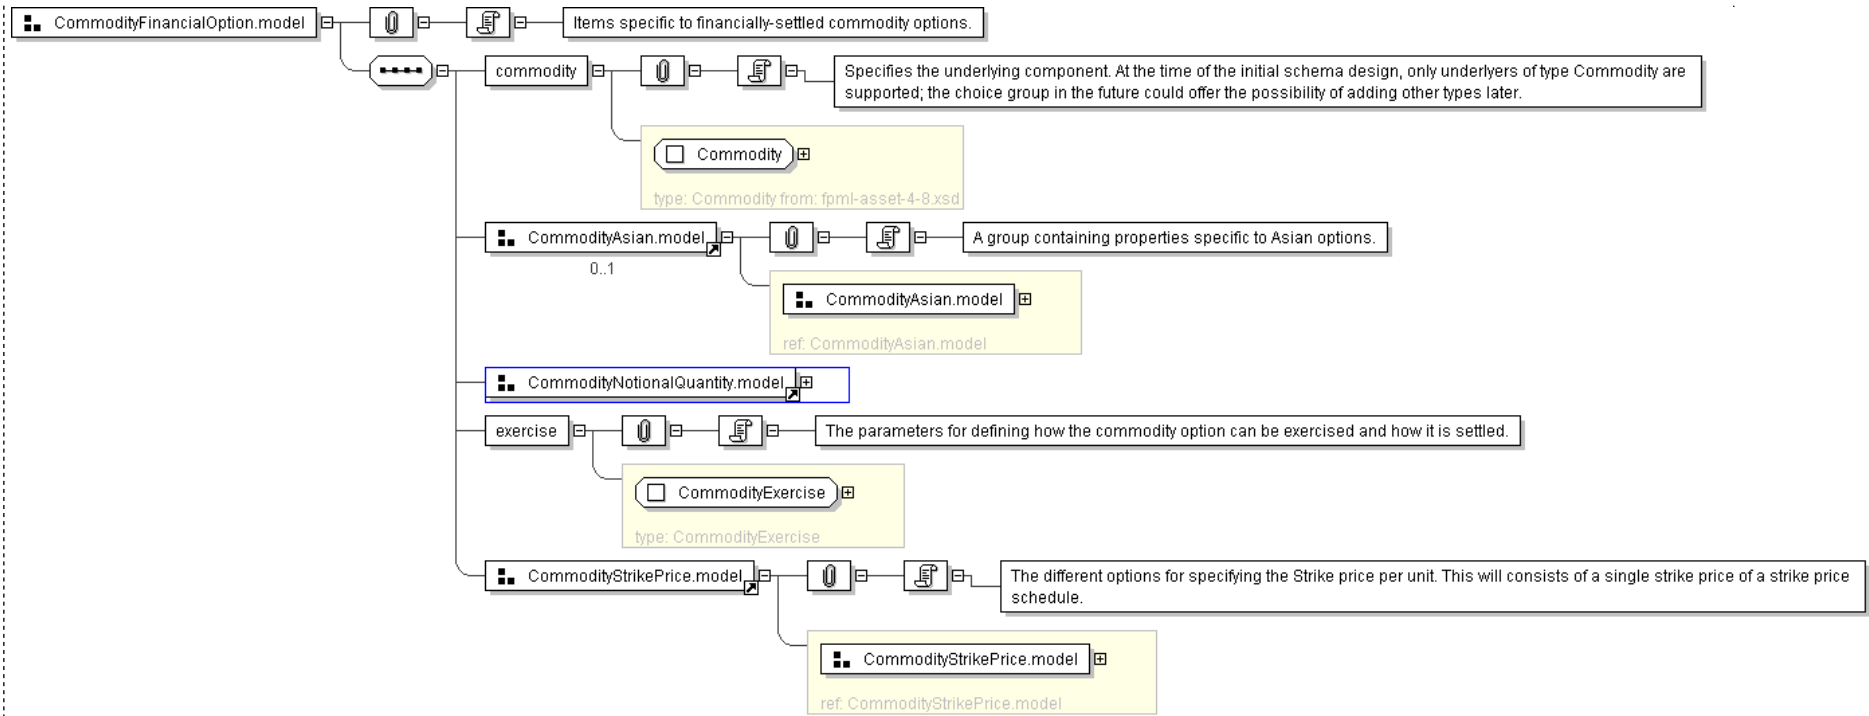 CommodityFinancialOption.model
Items specific to financially-settled commodity options.
commodity
Specifies the underlying component. At the time of the initial schema design, only underlyers of type Commodity are
supported; the choice group in the future could offer the possibility of adding other types later.
Commodity
type: Commodity from: fpml-asset-4-8.xsd
CommodityAsian.model
0..1
A group containing properties specific to Asian options.
CommodityAsian.model
ref: CommodityAsian.model
CommodityNotionalQuantity.model
exercise
The parameters for defining how the commodity option can be exercised and how it is settled.
CommodityExercise
type: CommodityExercise
CommodityStrikePrice.model
The different options for specifying the Strike price per unit. This will consists of a single strike price of a strike price
schedule.
CommodityStrikePrice.model
ref: CommodityStrikePrice.model